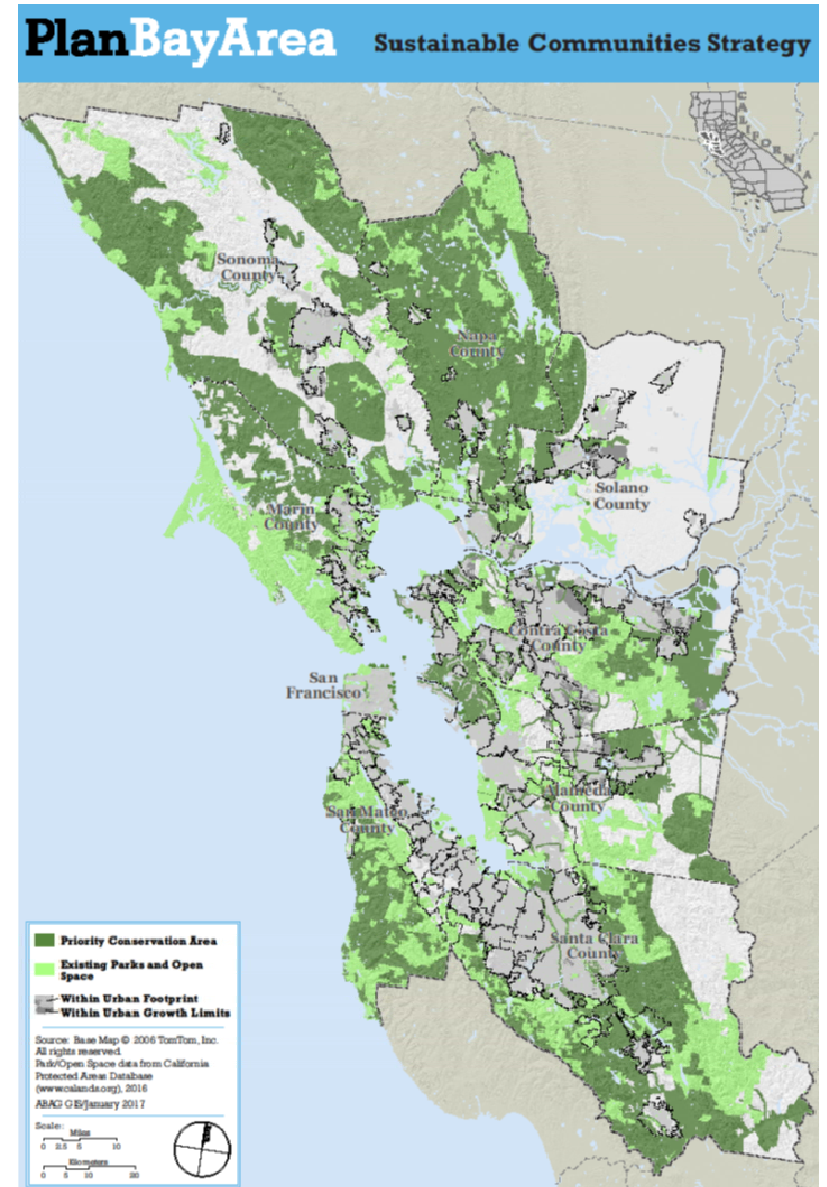 PlanBayArea Sustainable Communities Strategy
CALIFORNIA
Sonoma
County
Napa
County
Solano
County
Marin
County
Contra Costa
County
San
Francisco
Alameda
County
San Mateo
County
Santa Clara
County
Priority Conservation Area
Existing Parks and Open
Space
Within Urban Footprint
Within Urban Growth Limits
Source: Base Map © 2006 TomTom, Inc.
All rights reserved.
Park/Open Space data from California
Protected Areas Database
(www.calands.org), 2016
ABAG GIS/January 2017
Scale:
Miles
0 2.5 5 10
Kilometers
0 5 10 20